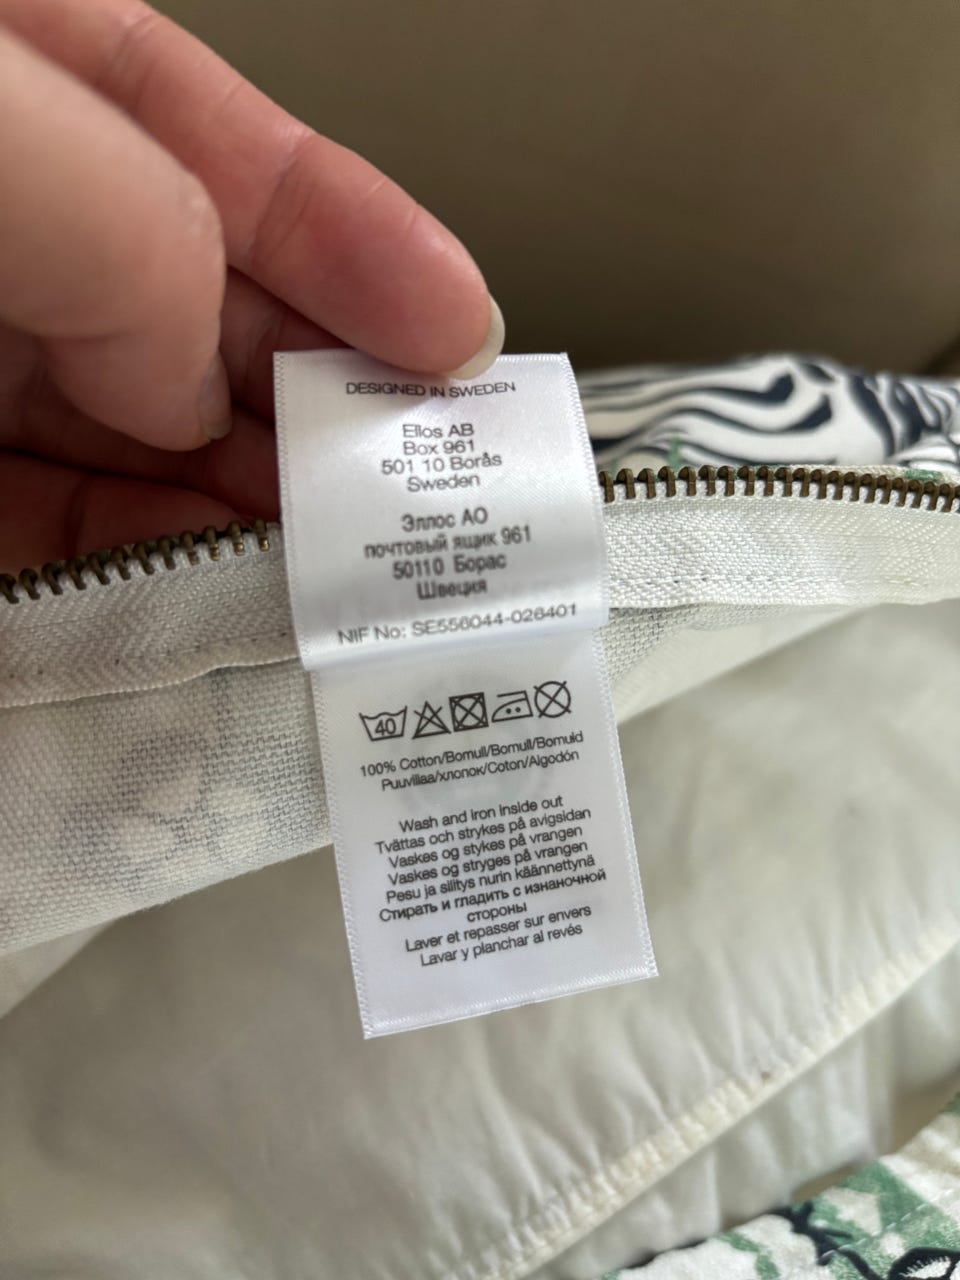 DESIGNED IN SWEDEN
Ellos AB
Box 961
501 10 Borås
Sweden
Эллос АО
почтовый ящик 961
50110 Борас
Швеция
NIF No: SE556044-026401
40
100% Cotton/Bomull/Bomull/Bomuld
Puuvillaa/хлопок/Coton/Algodón
Wash and iron inside out
Tvättas och strykes på avigsidan
Vaskes og stykes på vrangen
Vaskes og stryges på vrangen
Pesu ja silitys nurin käännettynä
Стирать и гладить с изнаночной
стороны
Laver et repasser sur envers
Lavar y planchar al revés